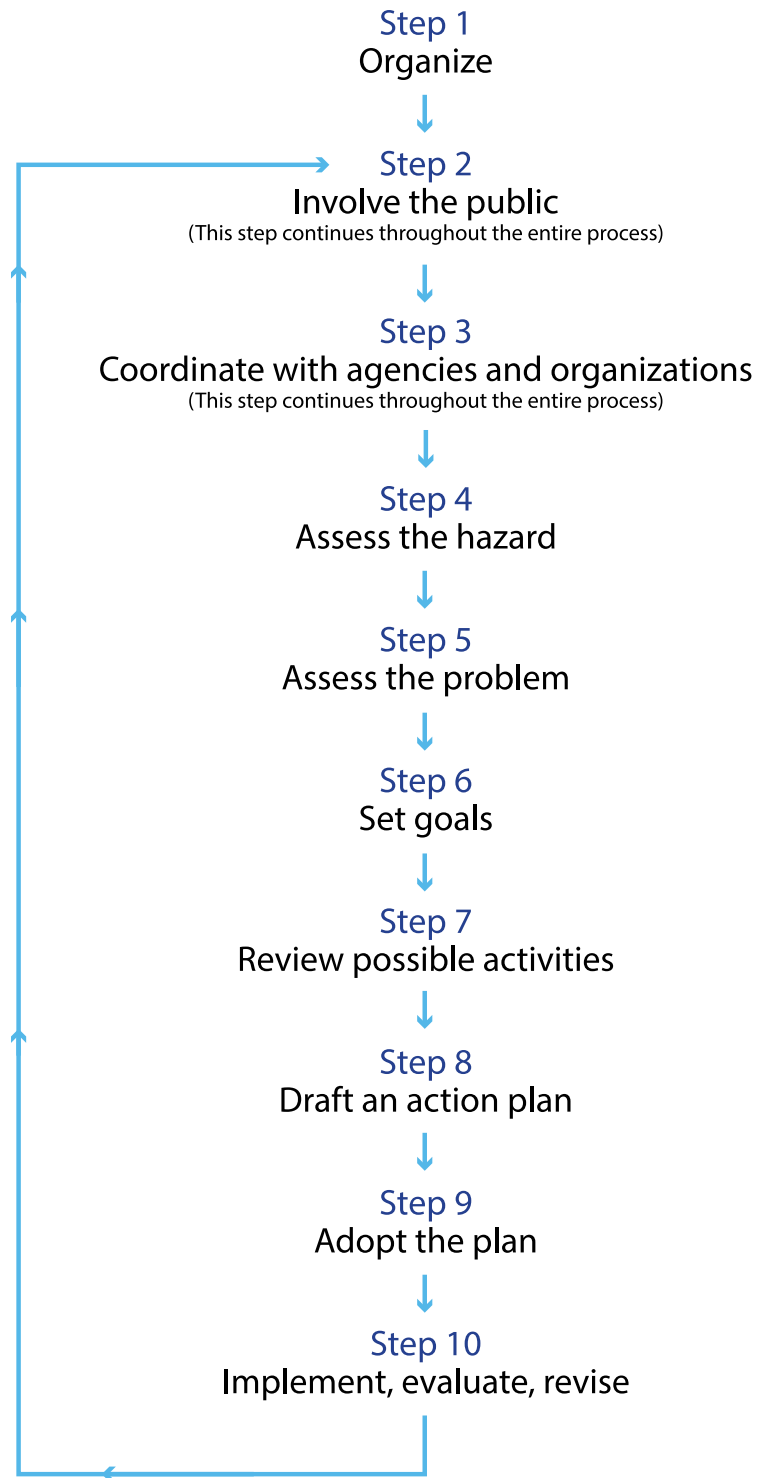 Step 1
Organize
Step 2
Involve the public
(This step continues throughout the entire process)
Step 3
Coordinate with agencies and organizations
(This step continues throughout the entire process)
Step 4
Assess the hazard
Step 5
Assess the problem
Step 6
Set goals
Step 7
Review possible activities
Step 8
Draft an action plan
Step 9
Adopt the plan
Step 10
Implement, evaluate, revise